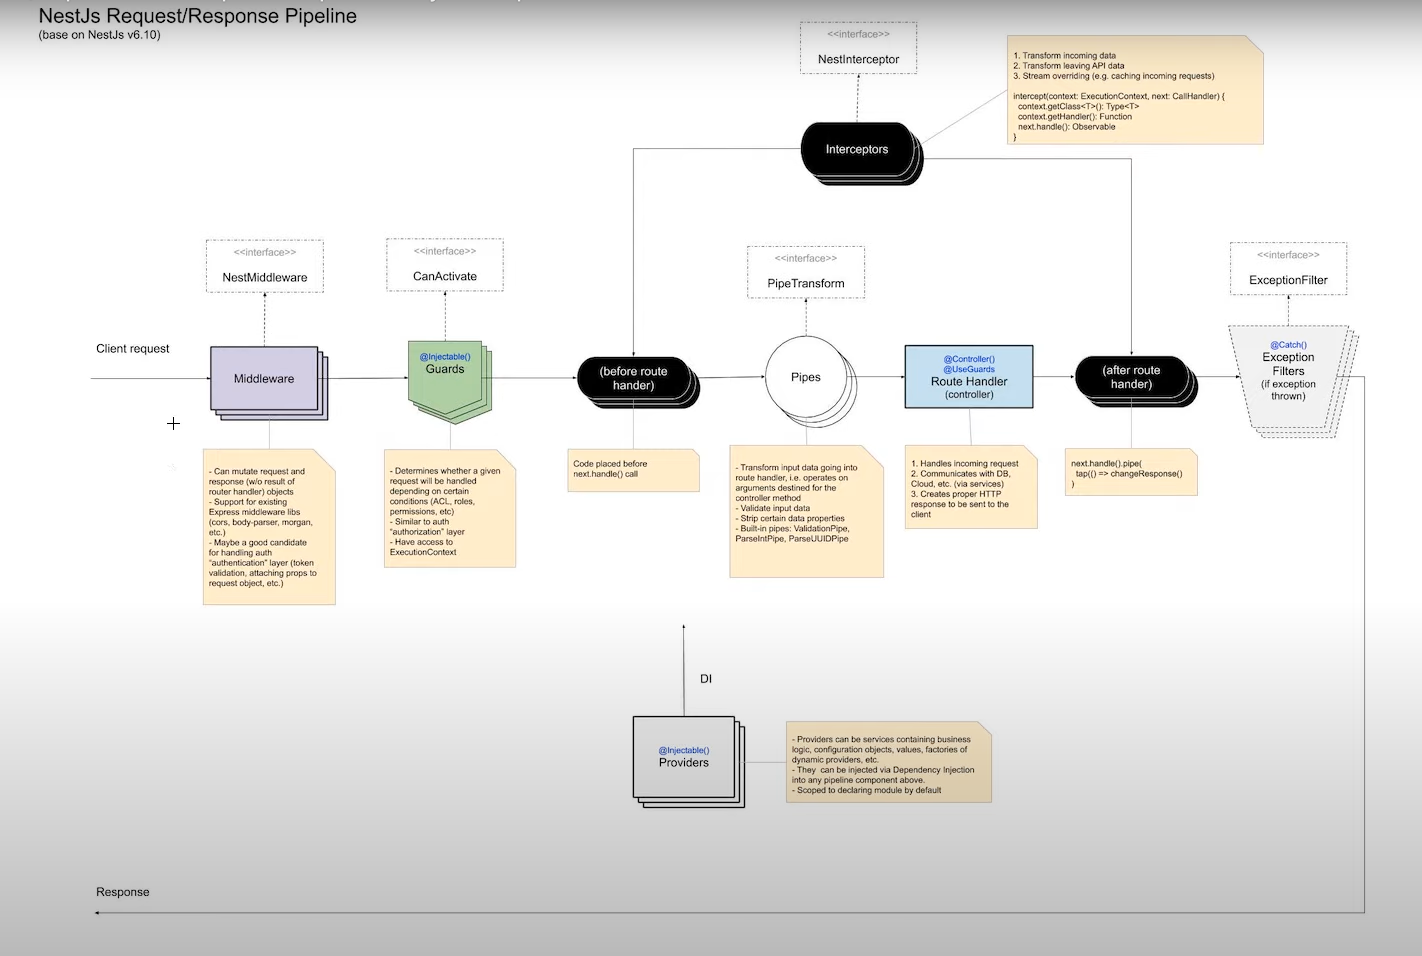 NestJs Request/Response Pipeline
(base on NestJs v6.10)
<<interface>>
NestInterceptor
1. Transform incoming data
2. Transform leaving API data
3. Stream overriding (e.g. caching incoming requests)
intercept(context: ExecutionContext, next: CallHandler) {
context.getClass<T>(): Type<T>
context.getHandler(): Function
next.handle(): Observable
}
Interceptors
<<interface>>
NestMiddleware
<<interface>>
CanActivate
<<interface>>
PipeTransform
<<interface>>
ExceptionFilter
Client request
Middleware
@Injectable()
Guards
(before route
hander)
Pipes
@Controller()
@UseGuards
Route Handler
(controller)
(after route
hander)
@Catch()
Exception
Filters
(if exception
thrown)
- Can mutate request and
response (w/o result of
router handler) objects
- Support for existing
Express middleware libs
(cors, body-parser, morgan,
etc.)
- Maybe a good candidate
for handling auth
"authentication" layer (token
validation, attaching props to
request object, etc.)
- Determines whether a given
request will be handled
depending on certain
conditions (ACL, roles,
permissions, etc)
- Similar to auth
"authorization" layer
- Have access to
ExecutionContext
Code placed before
next.handle() call
- Transform input data going into
route handler, i.e. operates on
arguments destined for the
controller method
- Validate input data
- Strip certain data properties
- Built-in pipes: ValidationPipe,
ParseIntPipe, ParseUUIDPipe
1. Handles incoming request
2. Communicates with DB,
Cloud, etc. (via services)
3. Creates proper HTTP
response to be sent to the
client
next.handle().pipe(
tap(() => changeResponse()
)
DI
@Injectable()
Providers
- Providers can be services containing business
logic, configuration objects, values, factories of
dynamic providers, etc.
- They can be injected via Dependency Injection
into any pipeline component above.
- Scoped to declaring module by default
Response